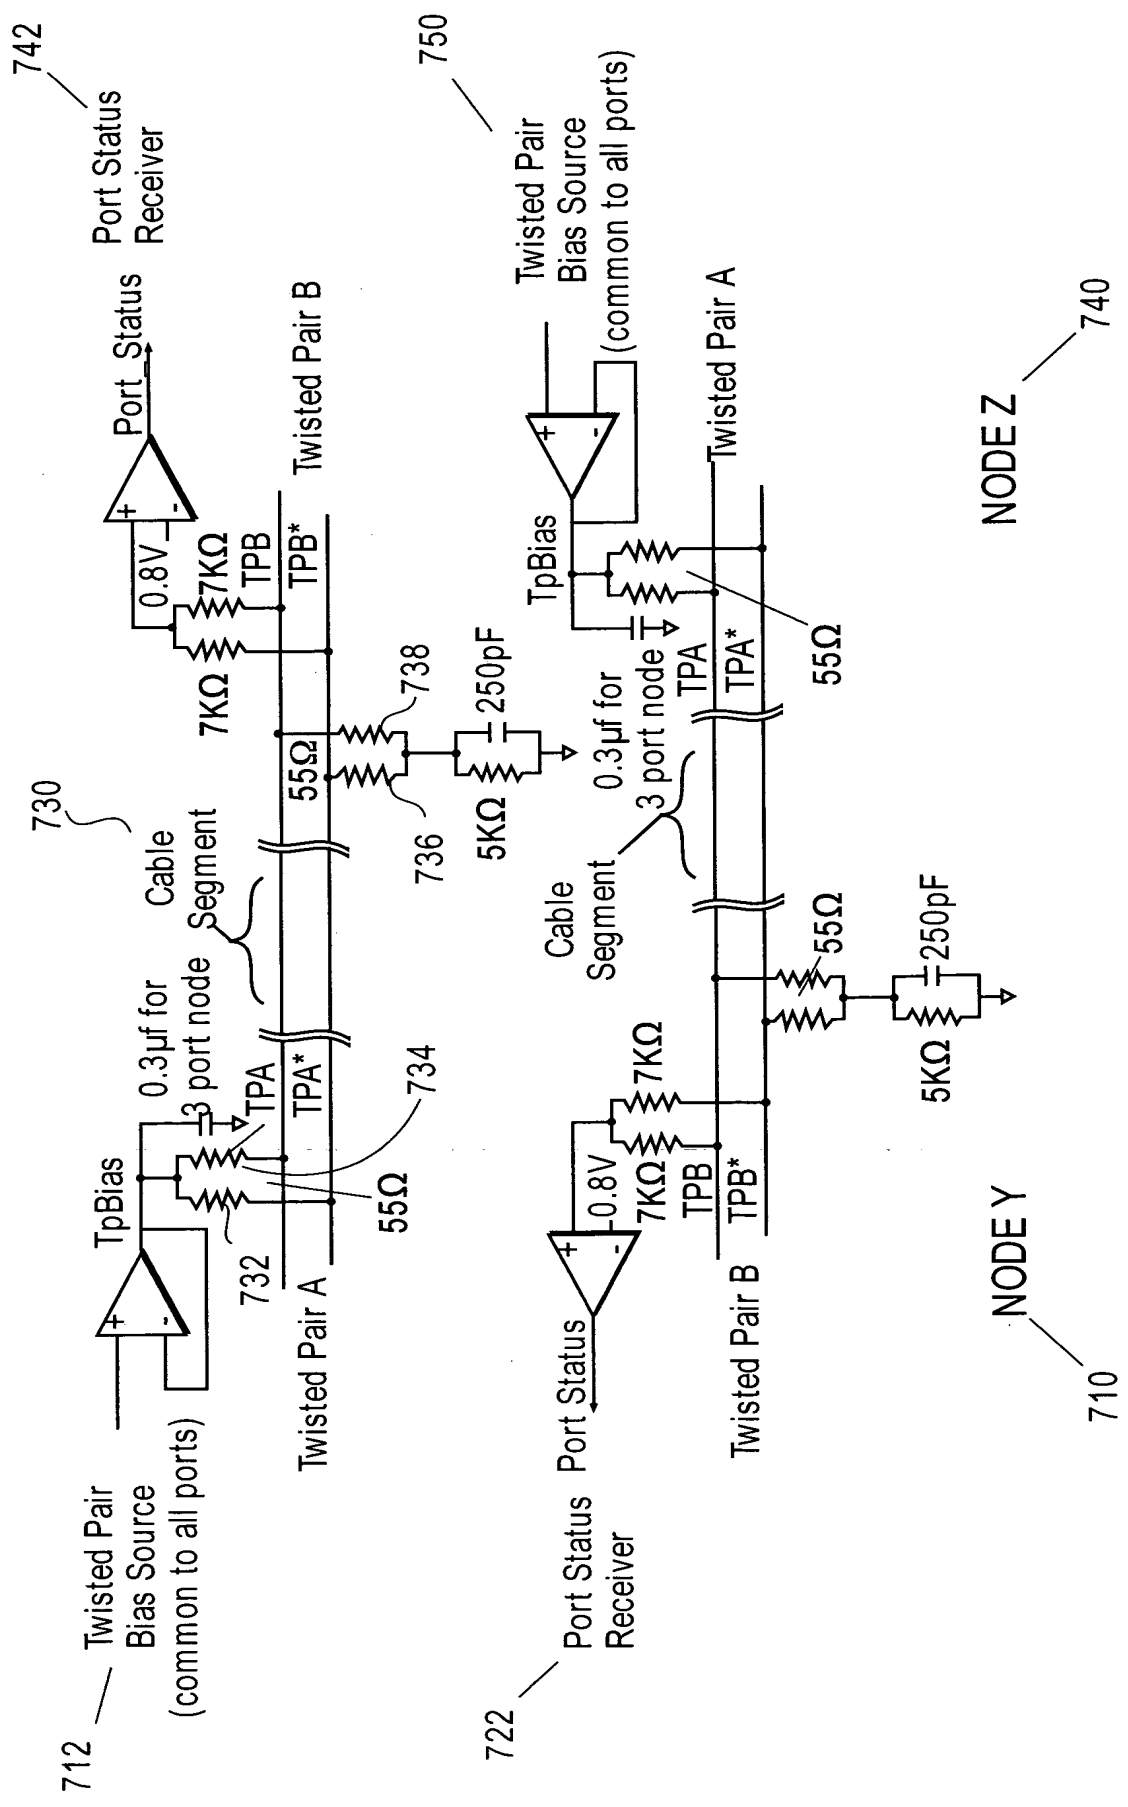 712
Twisted Pair
Bias Source
(common to all ports)
+
-
TpBias
0.3µf for
3 port node
TPA
TPA*
732
734
55Ω
Twisted Pair A
730
Cable
Segment
742
Port Status
Receiver
Port_Status
+
-
0.8V
7KΩ
7KΩ
TPB
TPB*
Twisted Pair B
55Ω
736
738
5KΩ
250pF
722
Port Status
Receiver
Port Status
+
-
0.8V
7KΩ
7KΩ
TPB
TPB*
Twisted Pair B
55Ω
5KΩ
250pF
Cable
Segment
750
Twisted Pair
Bias Source
(common to all ports)
+
-
TpBias
0.3µf for
3 port node
TPA
TPA*
55Ω
Twisted Pair A
NODE Y
710
NODE Z
740